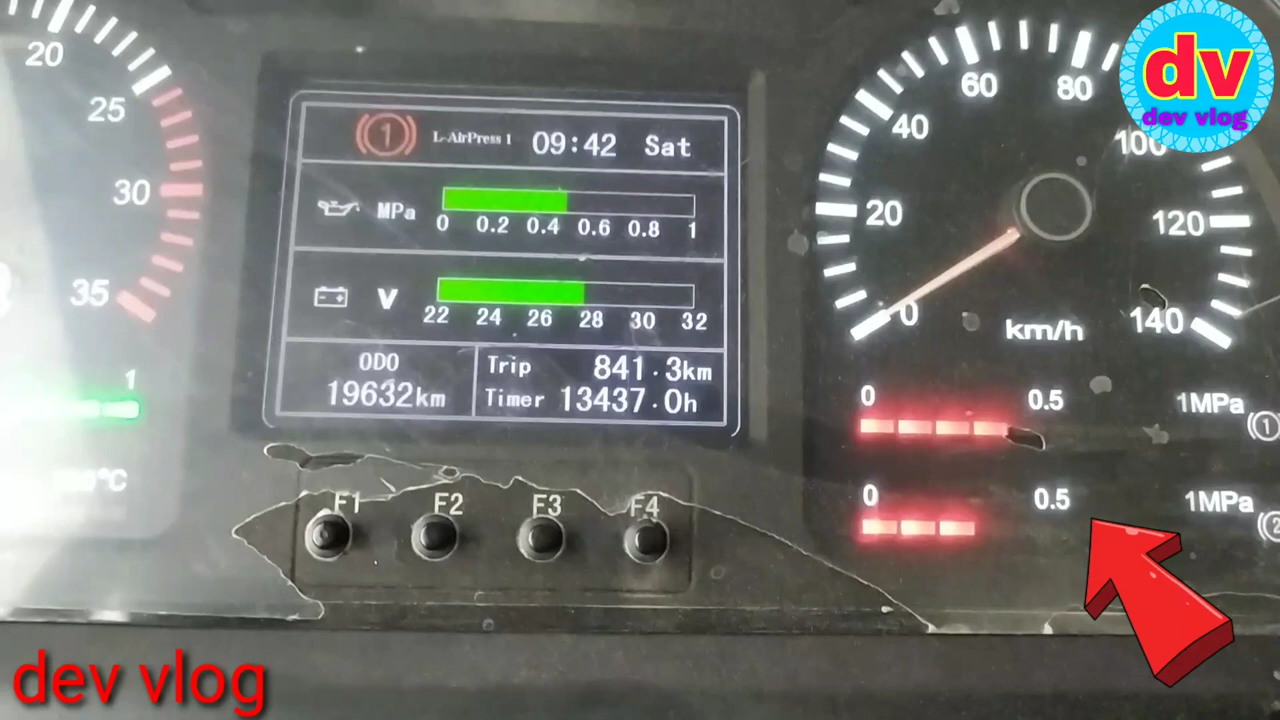 20
25
30
35
1
L-AirPress 1 09:42 Sat
MPa
0 0.2 0.4 0.6 0.8 1
V
22 24 26 28 30 32
ODO
19632km
Trip 841.3km
Timer 13437.0h
F1 F2 F3 F4
0 20 40 60 80 100 120 140
km/h
0 0.5 1MPa
1
0 0.5 1MPa
2
dv
dev vlog
dev vlog